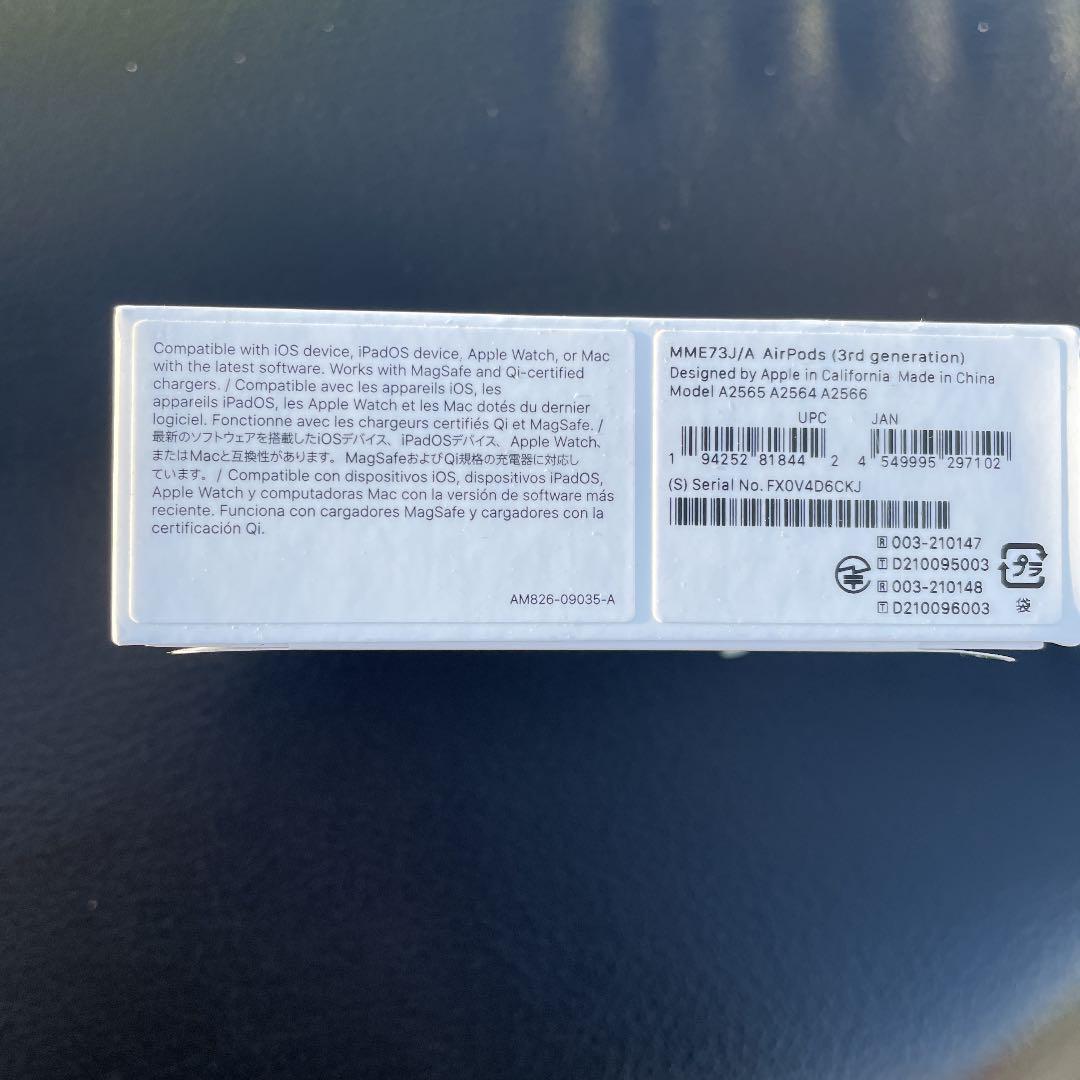 Compatible with iOS device, iPadOS device, Apple Watch, or Mac
with the latest software. Works with MagSafe and Qi-certified
chargers. / Compatible avec les appareils iOS, les
appareils iPadOS, les Apple Watch et les Mac dotés du dernier
logiciel. Fonctionne avec les chargeurs certifiés Qi et MagSafe. /
最新のソフトウェアを搭載したiOSデバイス、iPadOSデバイス、Apple Watch、
またはMacと互換性があります。MagSafeおよびQi規格の充電器に対応し
ています。 / Compatible con dispositivos iOS, dispositivos iPadOS,
Apple Watch y computadoras Mac con la versión de software más
reciente. Funciona con cargadores MagSafe y cargadores con la
certificación Qi.
AM826-09035-A
MME73J/A AirPods (3rd generation)
Designed by Apple in California Made in China
Model A2565 A2564 A2566
UPC JAN
1 94252 81844 2 4 549995 297102
(S) Serial No. FX0V4D6CKJ
R 003-210147
T D210095003
R 003-210148
T D210096003
プラ
袋